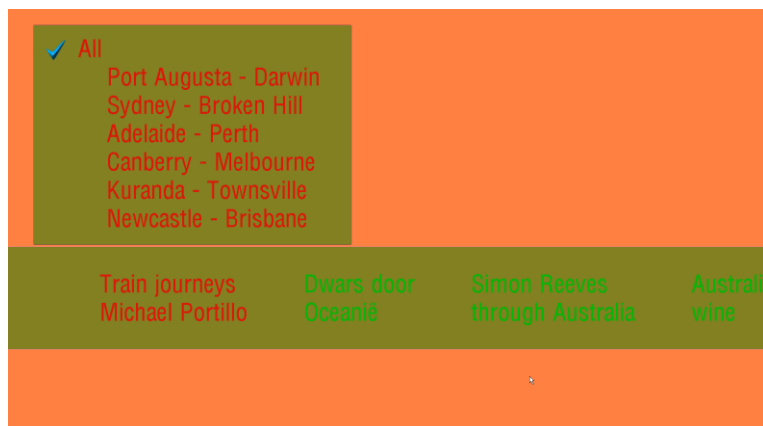 All
Port Augusta - Darwin
Sydney - Broken Hill
Adelaide - Perth
Canberry - Melbourne
Kuranda - Townsville
Newcastle - Brisbane
Train journeys
Michael Portillo
Dwars door
Oceanië
Simon Reeves
through Australia
Australi
wine